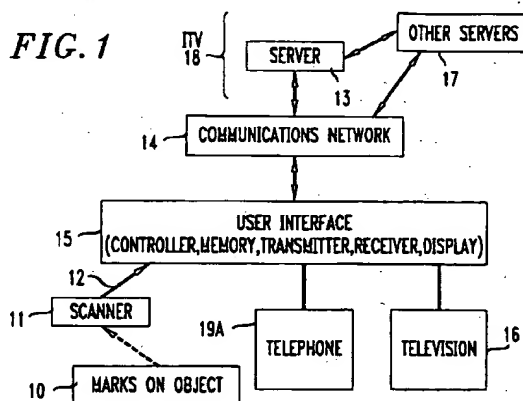 FIG. 1
ITV
18
SERVER
13
OTHER SERVERS
17
14
COMMUNICATIONS NETWORK
15
USER INTERFACE
(CONTROLLER,MEMORY,TRANSMITTER,RECEIVER,DISPLAY)
12
SCANNER
11
19A
TELEPHONE
TELEVISION
16
10
MARKS ON OBJECT